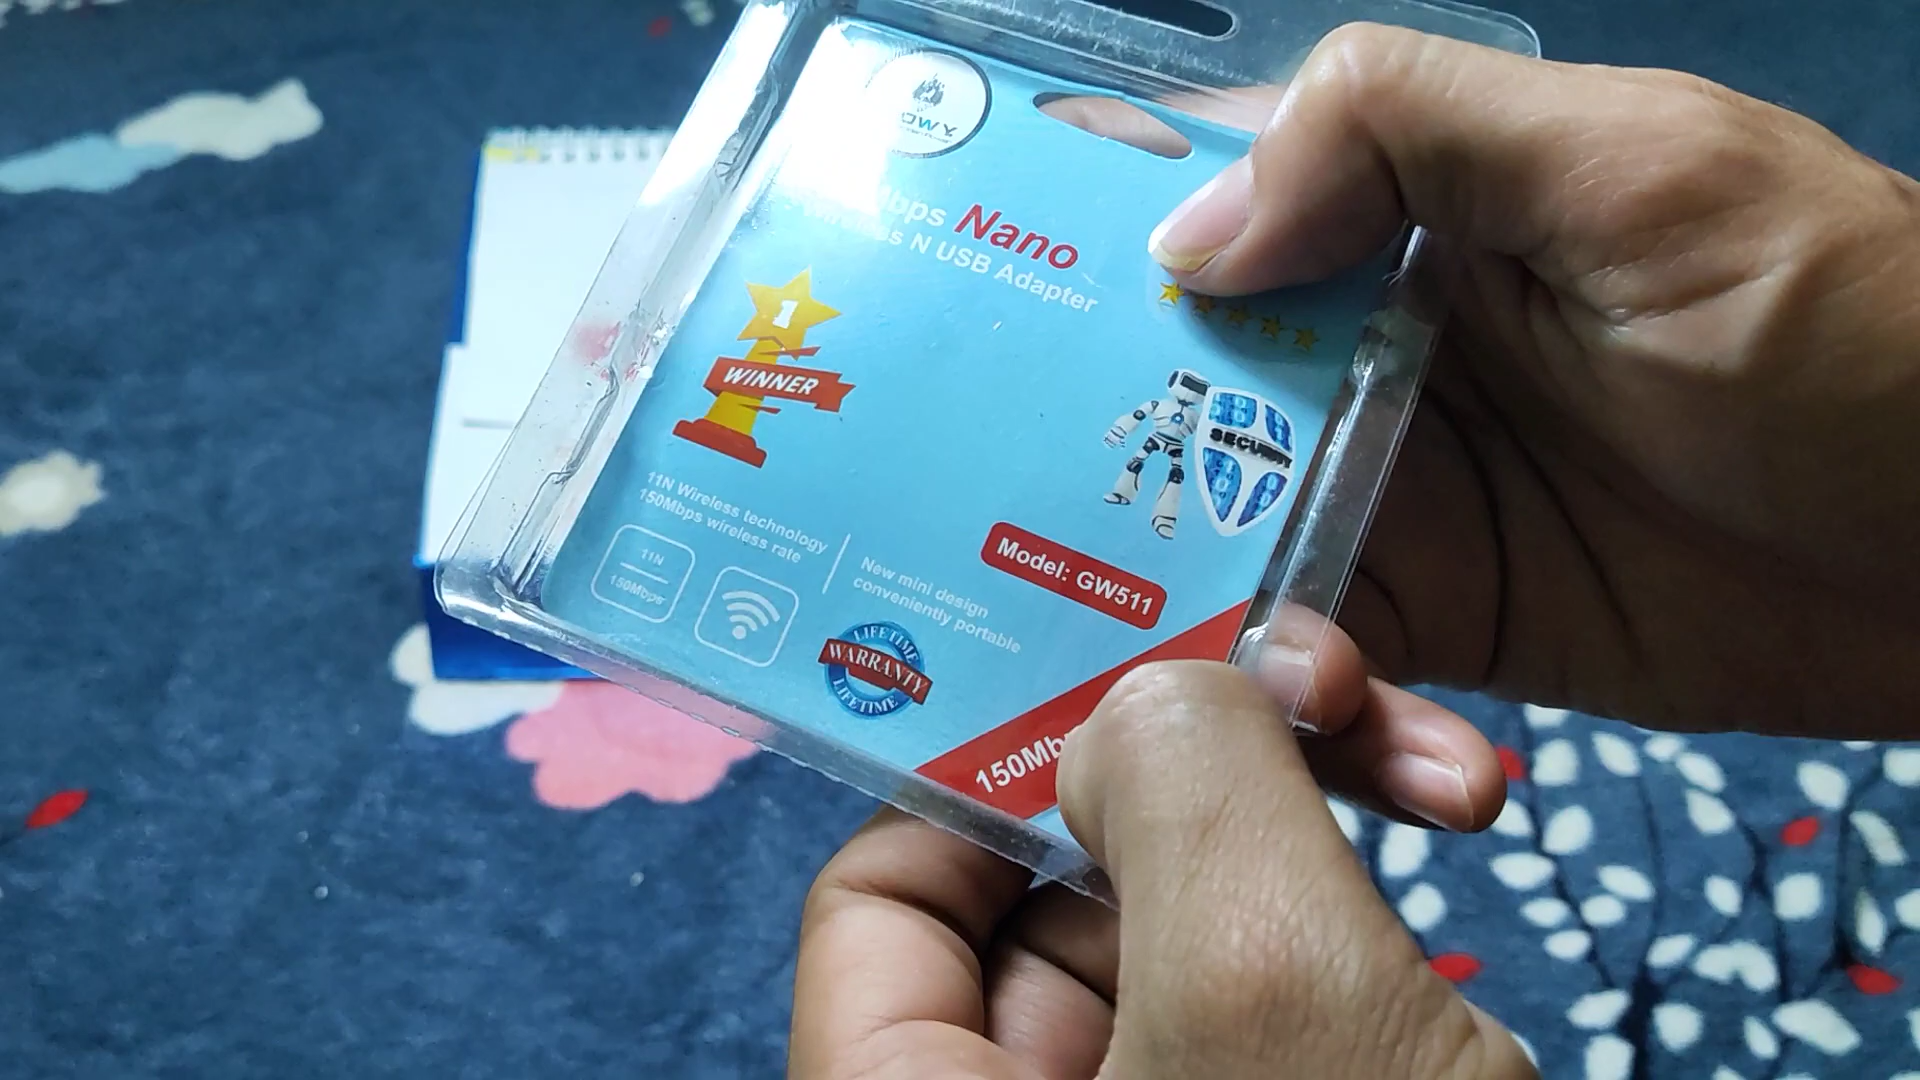 Nano
N USB Adapter
1
WINNER
SECURITY
11N Wireless technology
150Mbps wireless rate
11N
150Mbps
New mini design
conveniently portable
Model: GW511
LIFETIME
WARRANTY
LIFETIME